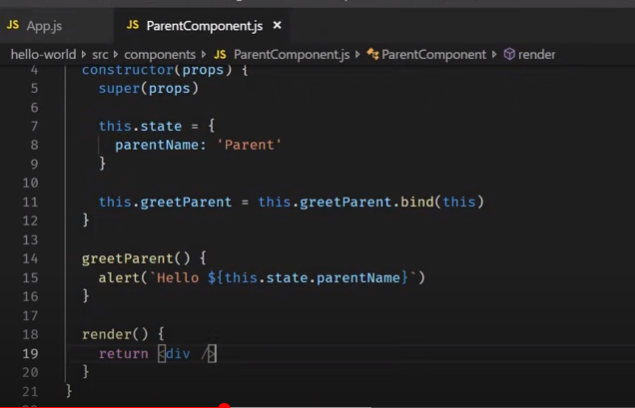 JS App.js JS ParentComponent.js ×
hello-world › src › components › JS ParentComponent.js › ParentComponent › render
4 constructor(props) {
5 super(props)
6
7 this.state = {
8 parentName: 'Parent'
9 }
10
11 this.greetParent = this.greetParent.bind(this)
12 }
13
14 greetParent() {
15 alert(`Hello ${this.state.parentName}`)
16 }
17
18 render() {
19 return <div />
20 }
21 }